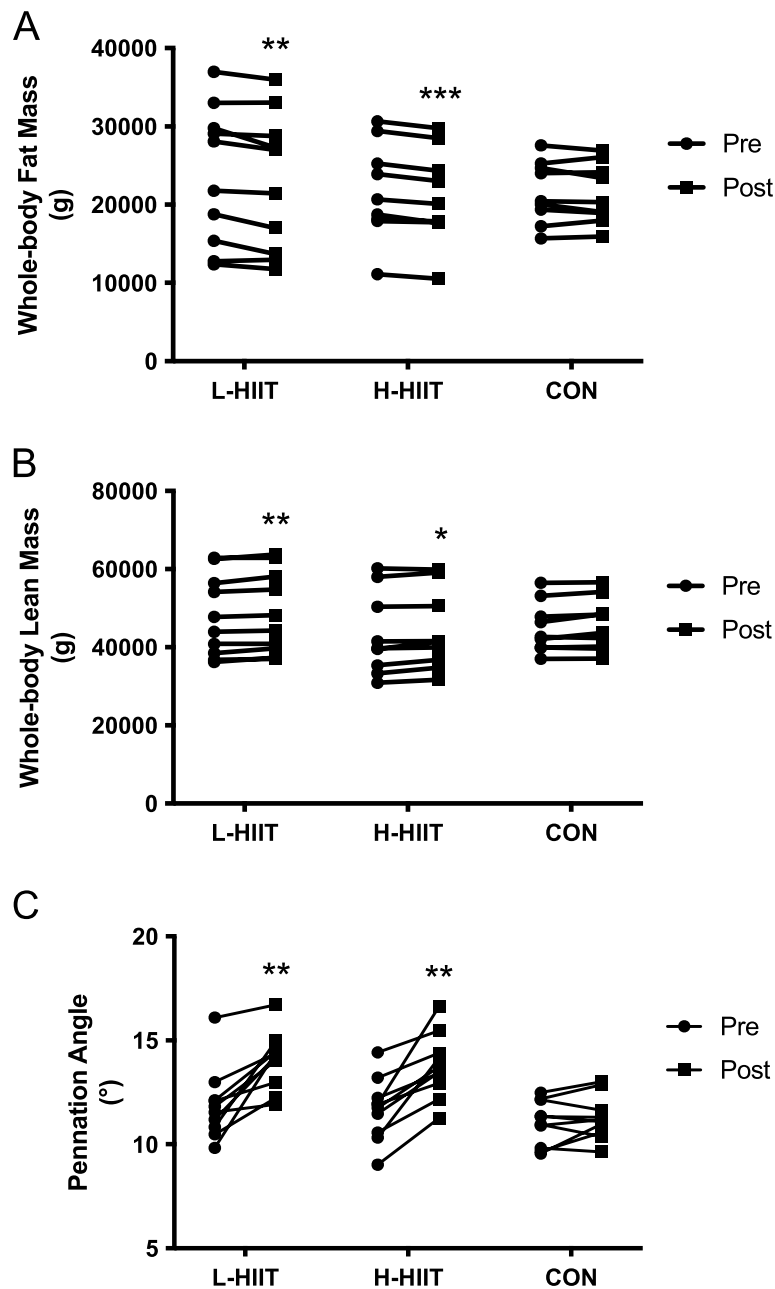 A
Whole-body Fat Mass
(g)
40000
30000
20000
10000
0
**
***
L-HIIT
H-HIIT
CON
Pre
Post
B
Whole-body Lean Mass
(g)
80000
60000
40000
20000
0
**
*
L-HIIT
H-HIIT
CON
Pre
Post
C
Pennation Angle
(°)
20
15
10
5
**
**
L-HIIT
H-HIIT
CON
Pre
Post